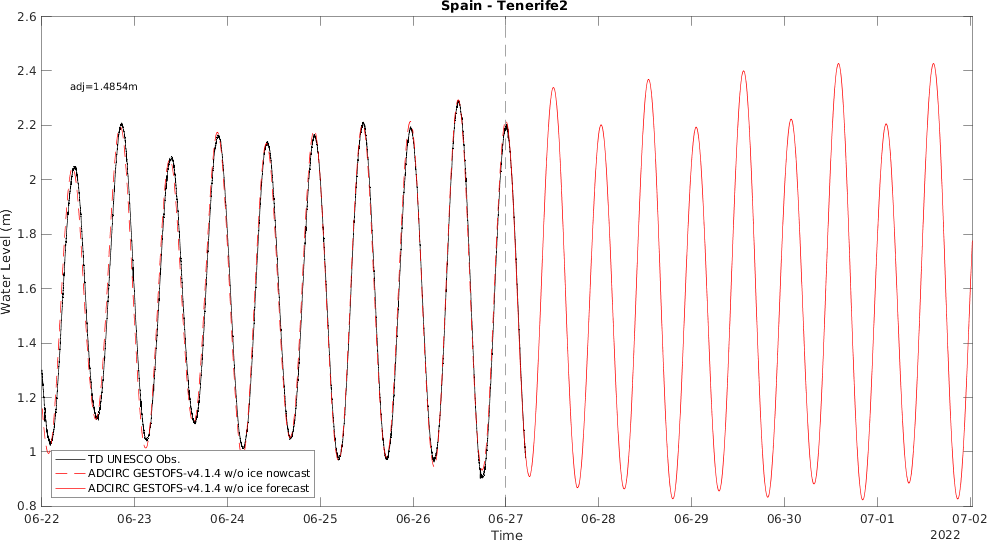 Spain - Tenerife2
2.6
2.4
2.2
2
1.8
1.6
1.4
1.2
1
0.8
Water Level (m)
adj=1.4854m
TD UNESCO Obs.
ADCIRC GESTOFS-v4.1.4 w/o ice nowcast
ADCIRC GESTOFS-v4.1.4 w/o ice forecast
06-22 06-23 06-24 06-25 06-26 06-27 06-28 06-29 06-30 07-01 07-02
Time
2022